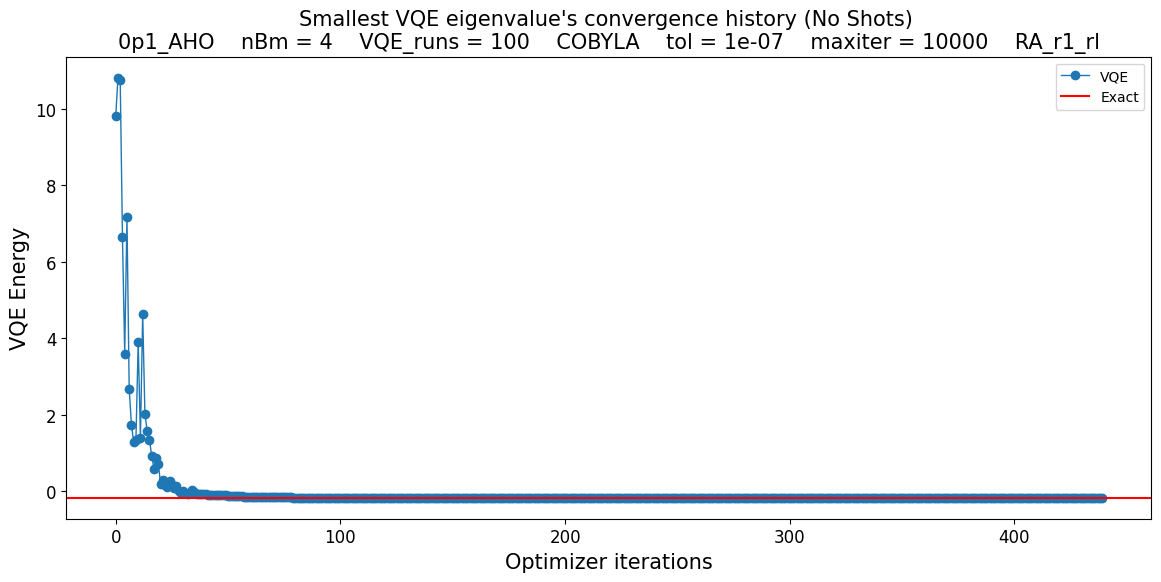 Smallest VQE eigenvalue's convergence history (No Shots)
0p1_AHO    nBm = 4    VQE_runs = 100    COBYLA    tol = 1e-07    maxiter = 10000    RA_r1_rl
VQE
Exact
10
8
6
4
2
0
VQE Energy
0
100
200
300
400
Optimizer iterations